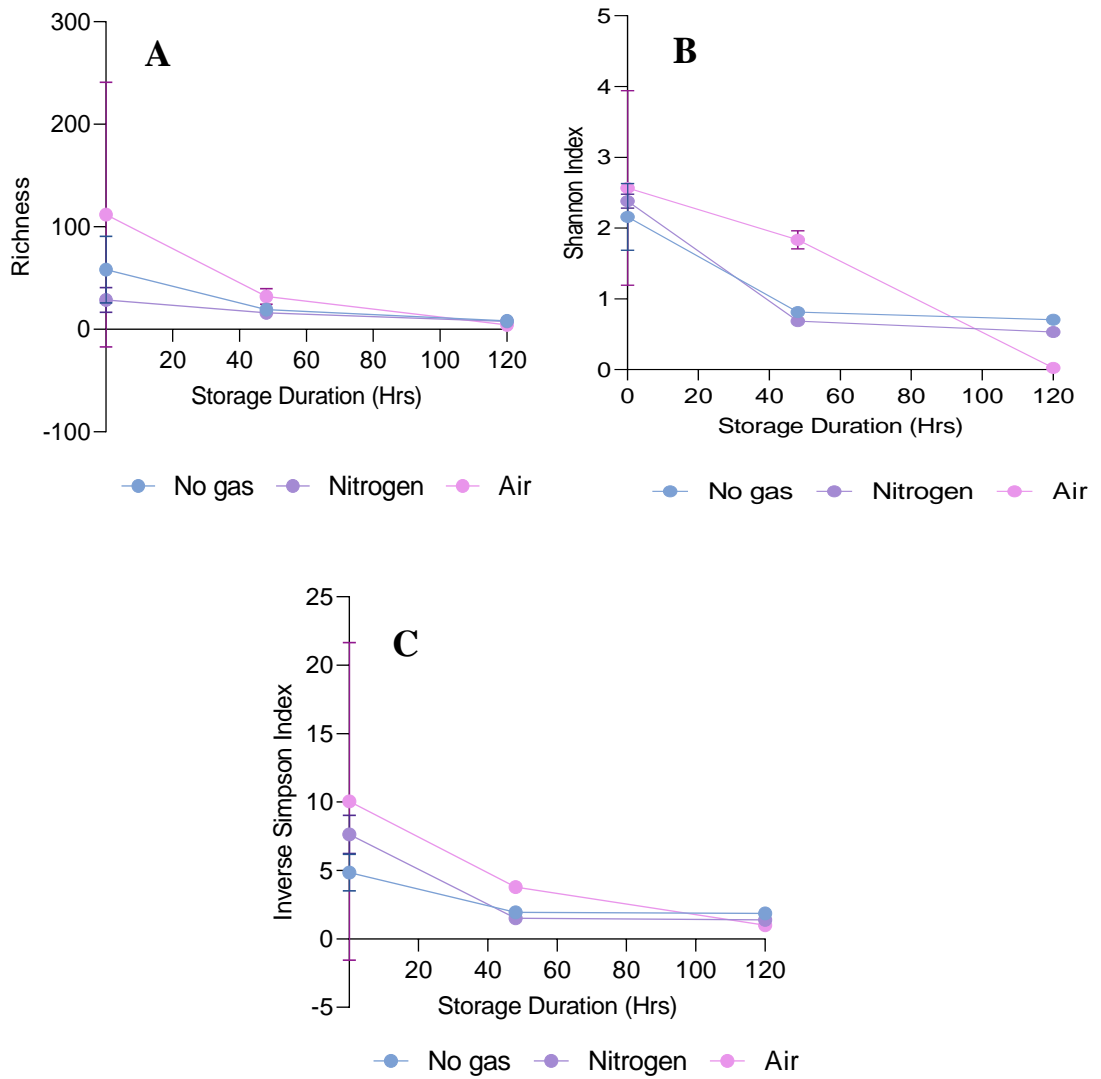 A
Richness
300
200
100
0
-100
20 40 60 80 100 120
Storage Duration (Hrs)
No gas Nitrogen Air
B
Shannon Index
5
4
3
2
1
0
0 20 40 60 80 100 120
Storage Duration (Hrs)
No gas Nitrogen Air
C
Inverse Simpson Index
25
20
15
10
5
0
-5
20 40 60 80 100 120
Storage Duration (Hrs)
No gas Nitrogen Air